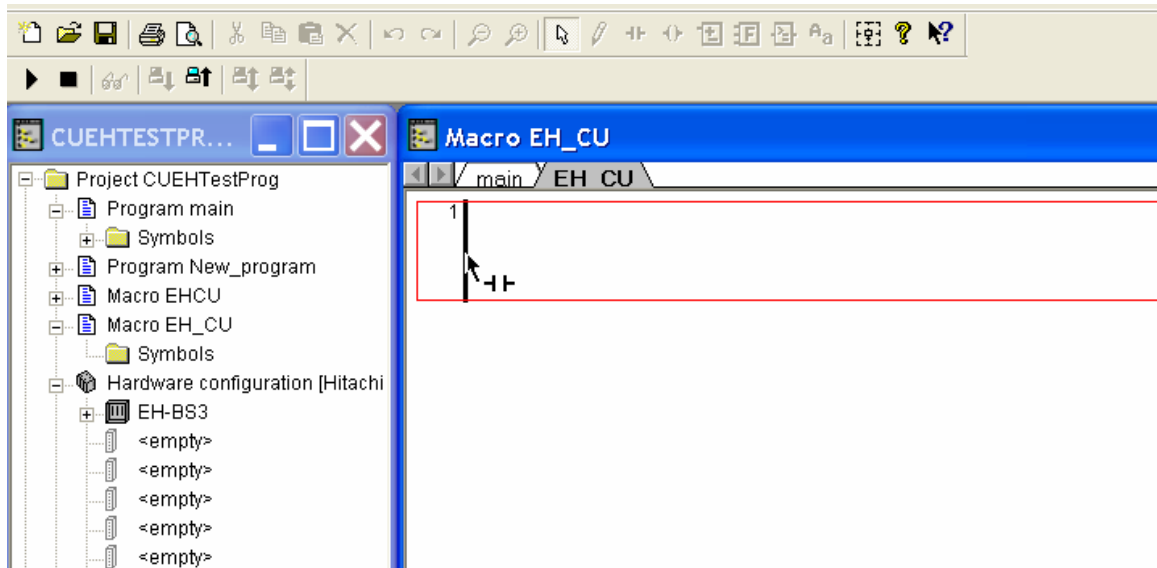 CUEHTESTPR...
Project CUEHTestProg
Program main
Symbols
Program New_program
Macro EHCU
Macro EH_CU
Symbols
Hardware configuration [Hitachi
EH-BS3
<empty>
<empty>
<empty>
<empty>
<empty>
Macro EH_CU
main
EH_CU
1